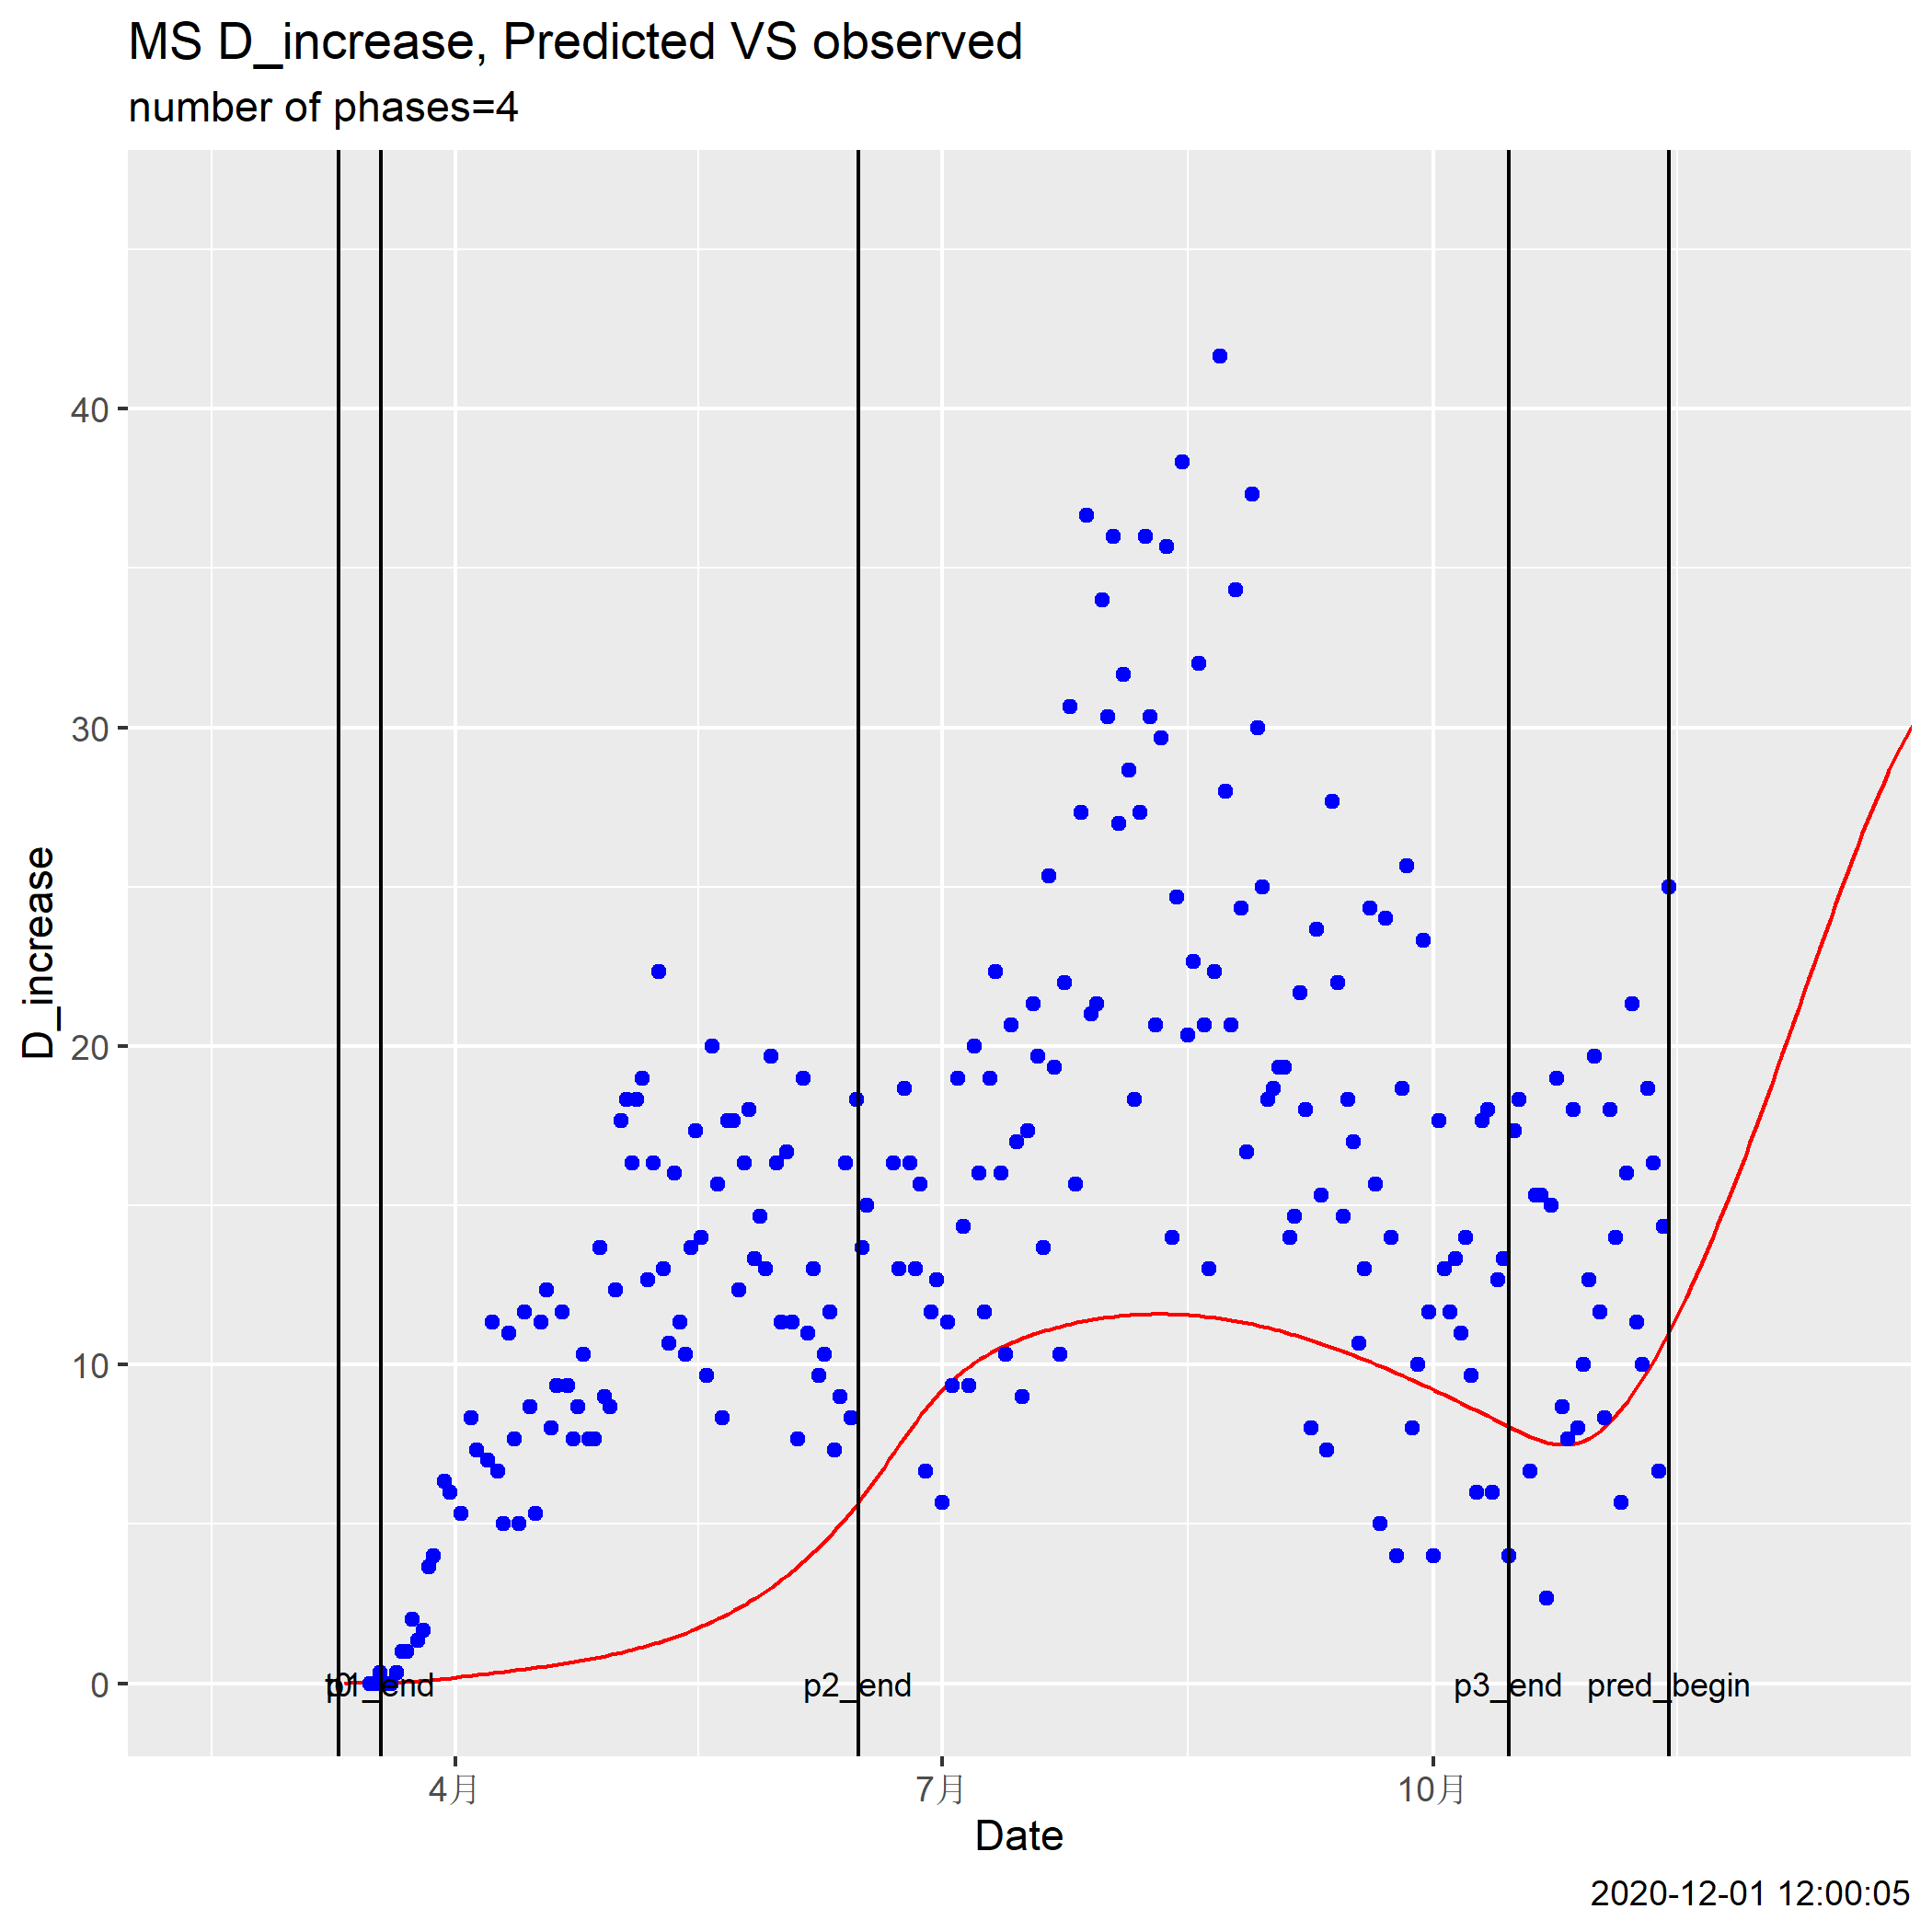 MS D_increase, Predicted VS observed
number of phases=4
D_increase
40
30
20
10
0
p1_end
p2_end
p3_end
pred_begin
4月
7月
10月
Date
2020-12-01 12:00:05